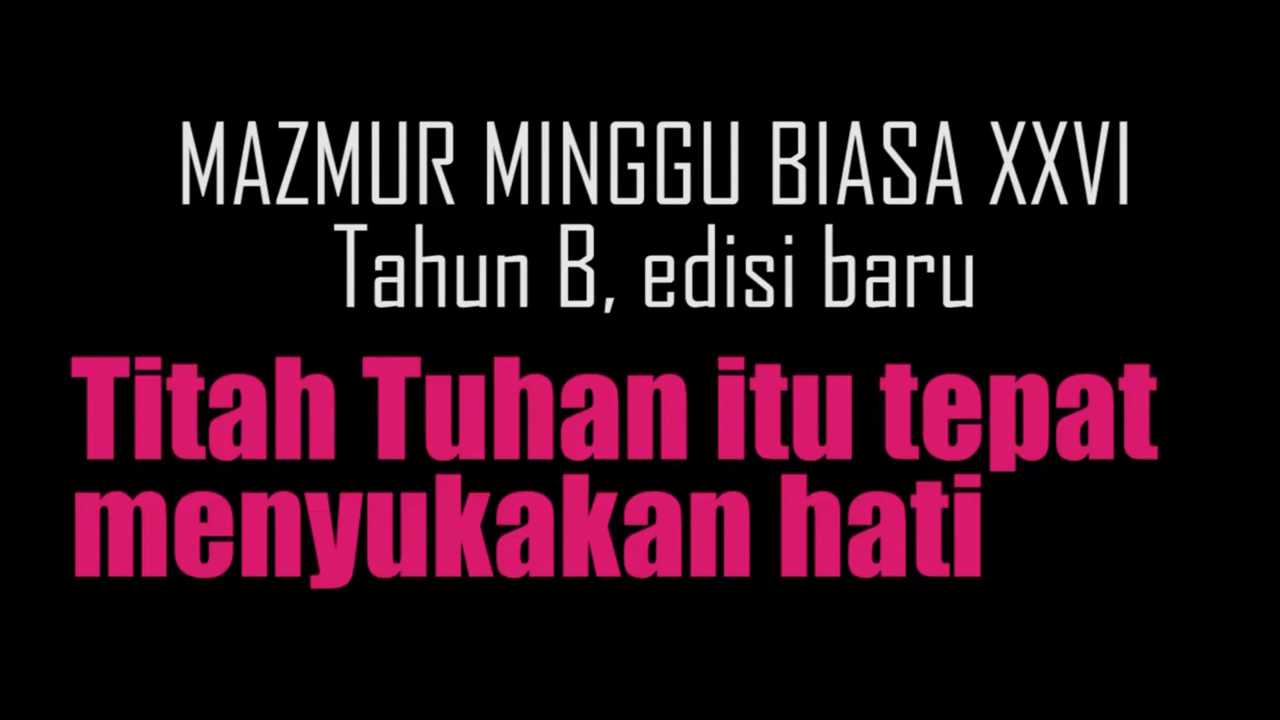 MAZMUR MINGGU BIASA XXVI
Tahun B, edisi baru
Titah Tuhan itu tepat
menyukakan hati